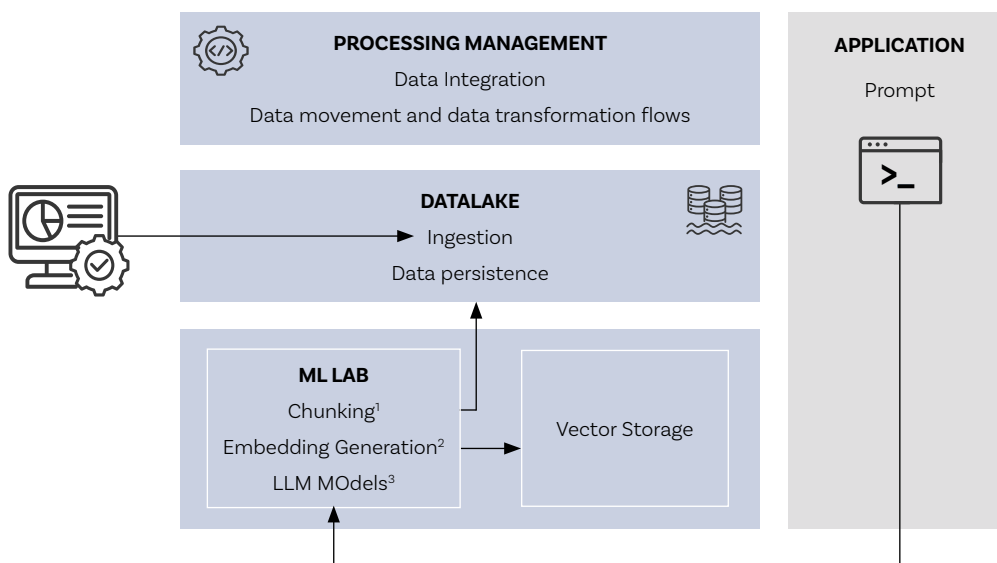 PROCESSING MANAGEMENT
Data Integration
Data movement and data transformation flows
DATALAKE
Ingestion
Data persistence
ML LAB
Chunking¹
Embedding Generation²
LLM MOdels³
Vector Storage
APPLICATION
Prompt